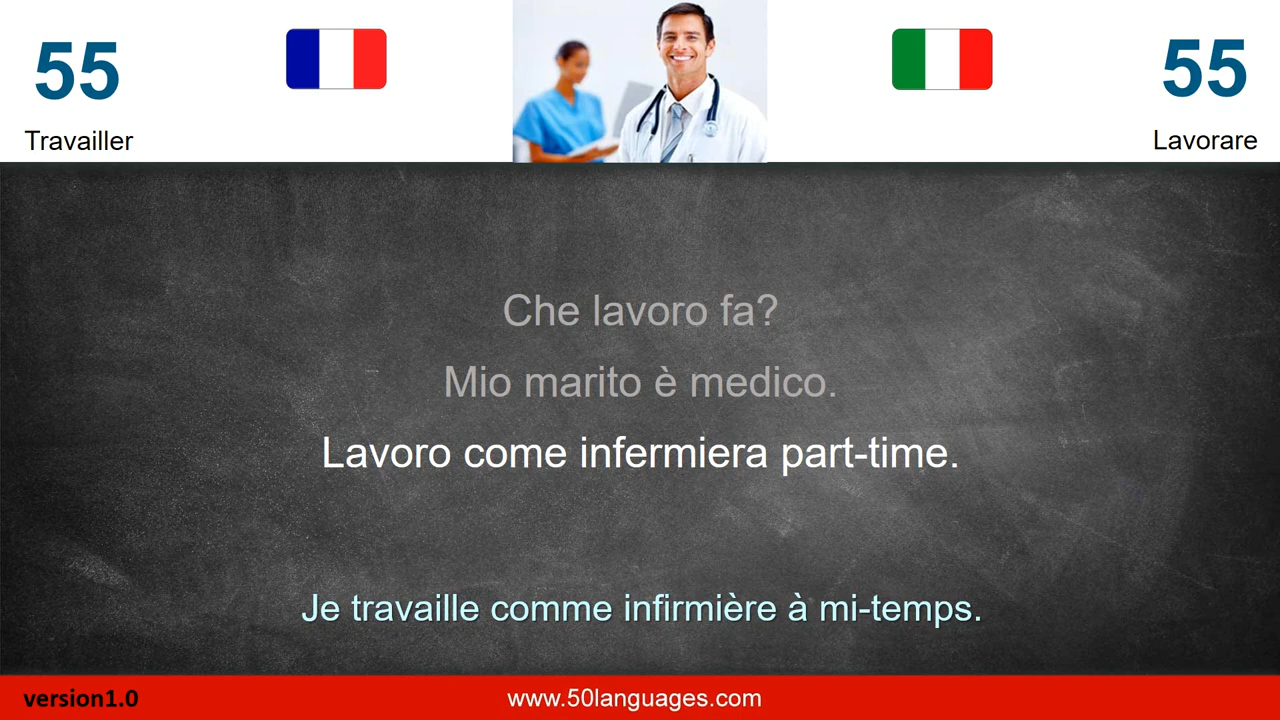 55
Travailler
55
Lavorare
Che lavoro fa?
Mio marito è medico.
Lavoro come infermiera part-time.
Je travaille comme infirmière à mi-temps.
version1.0
www.50languages.com